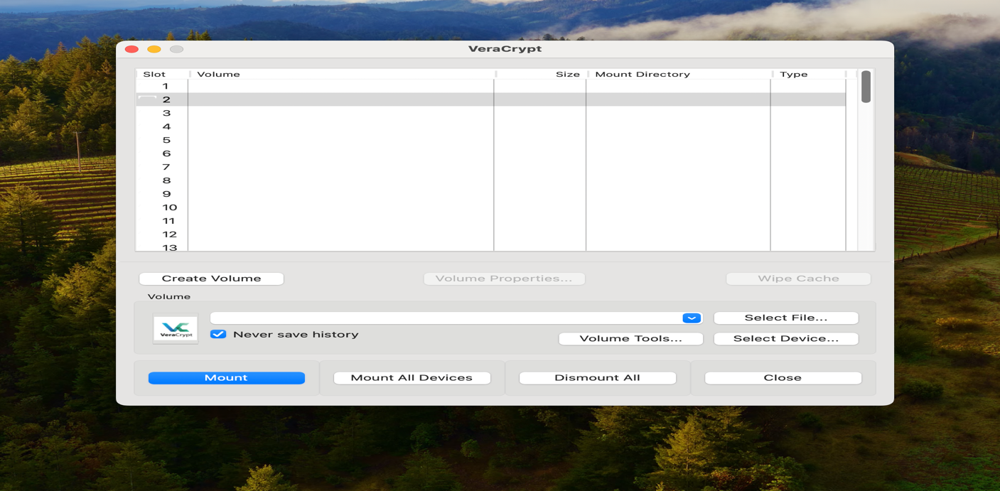 VeraCrypt
Slot Volume Size Mount Directory Type
1
2
3
4
5
6
7
8
9
10
11
12
13
Create Volume Volume Properties... Wipe Cache
Volume
VeraCrypt
Select File...
Never save history
Volume Tools... Select Device...
Mount Mount All Devices Dismount All Close